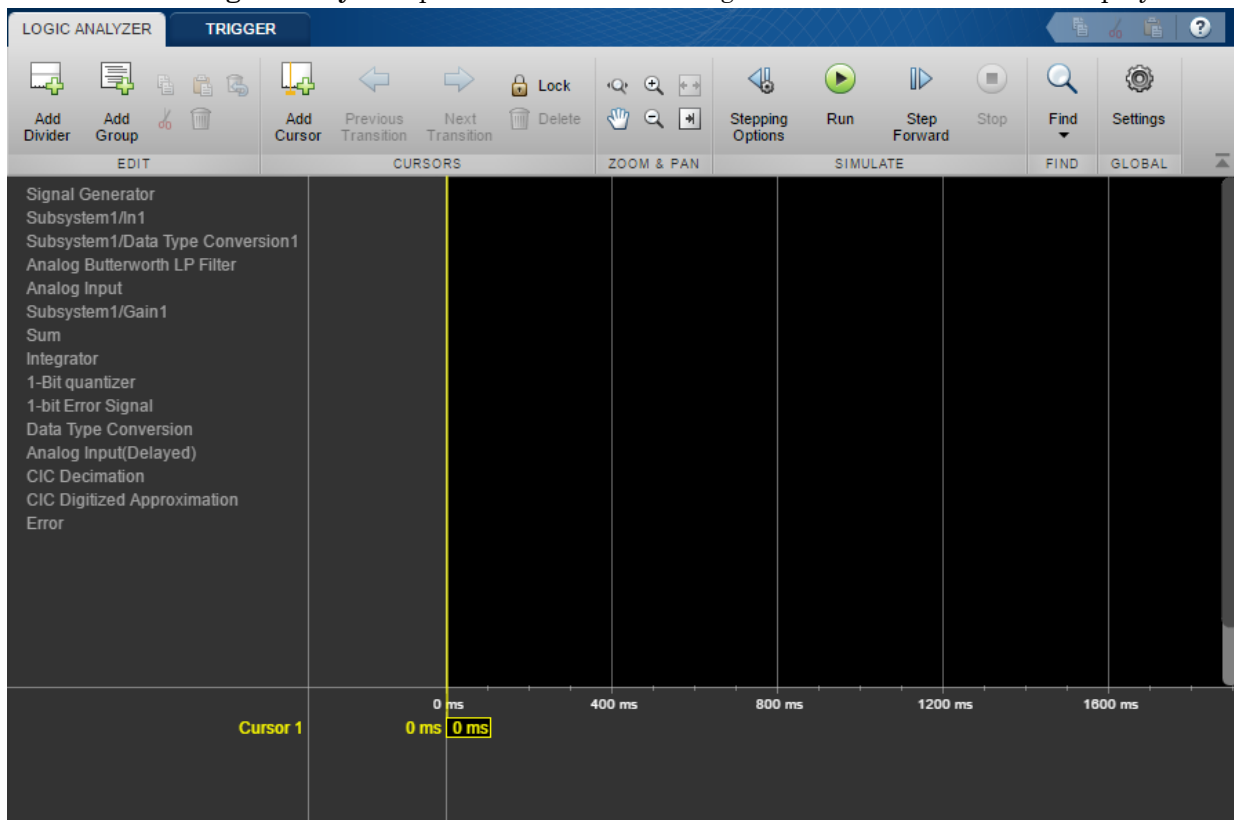 LOGIC ANALYZER TRIGGER
?
Lock
Delete
Add Divider
Add Group
Add Cursor
Previous Transition
Next Transition
Stepping Options
Run
Step Forward
Stop
Find
Settings
EDIT CURSORS ZOOM & PAN SIMULATE FIND GLOBAL
Signal Generator
Subsystem1/In1
Subsystem1/Data Type Conversion1
Analog Butterworth LP Filter
Analog Input
Subsystem1/Gain1
Sum
Integrator
1-Bit quantizer
1-bit Error Signal
Data Type Conversion
Analog Input(Delayed)
CIC Decimation
CIC Digitized Approximation
Error
0 ms 400 ms 800 ms 1200 ms 1600 ms
Cursor 1 0 ms 0 ms